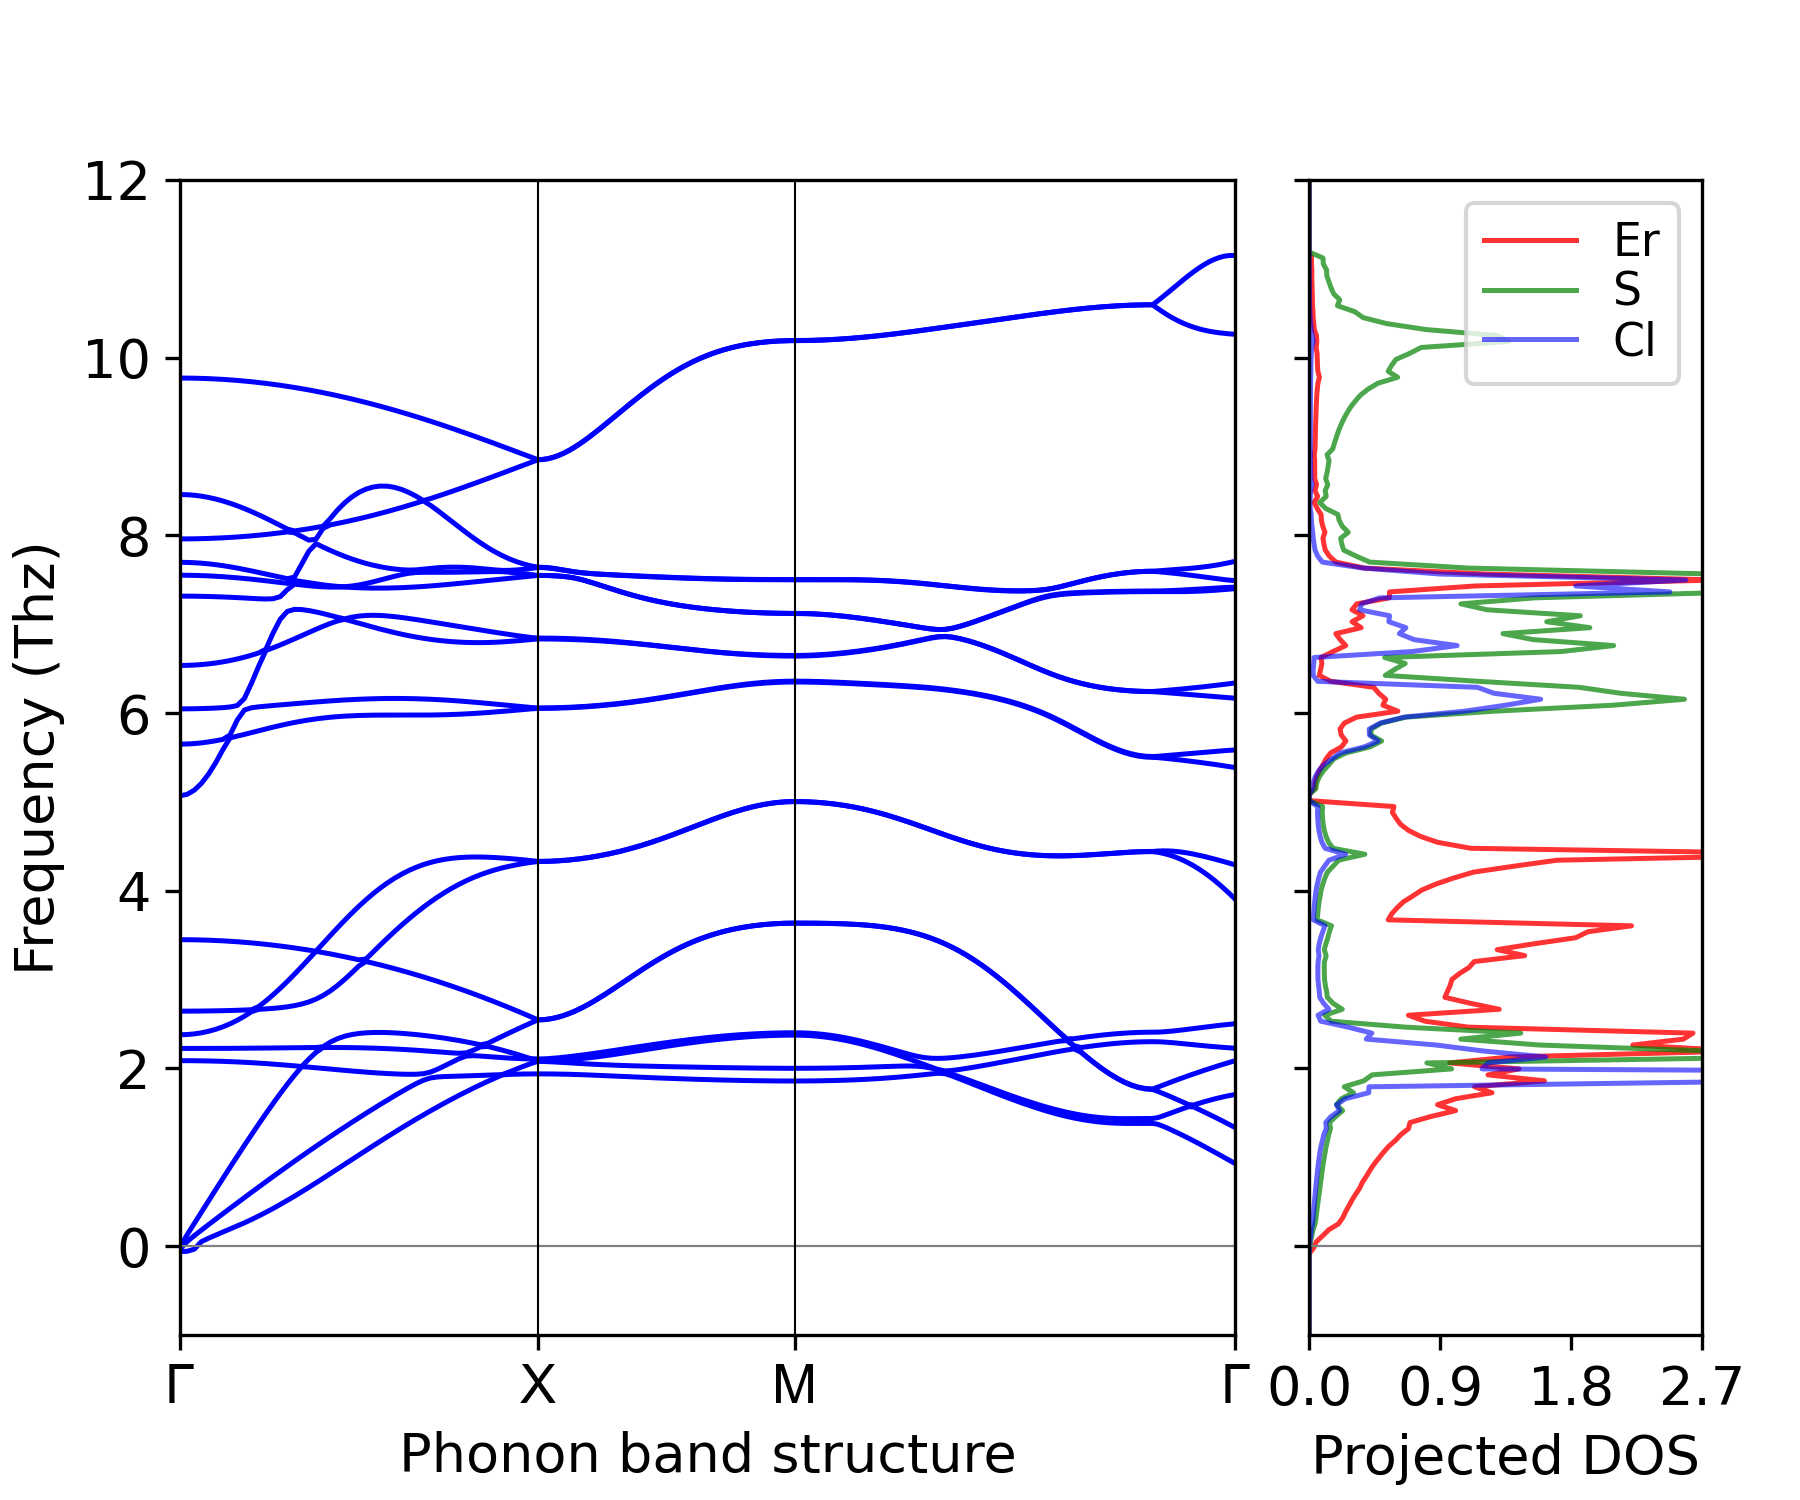 12
10
8
6
4
2
0
Frequency (Thz)
Γ X M Γ
Phonon band structure
Er
S
Cl
0.0 0.9 1.8 2.7
Projected DOS